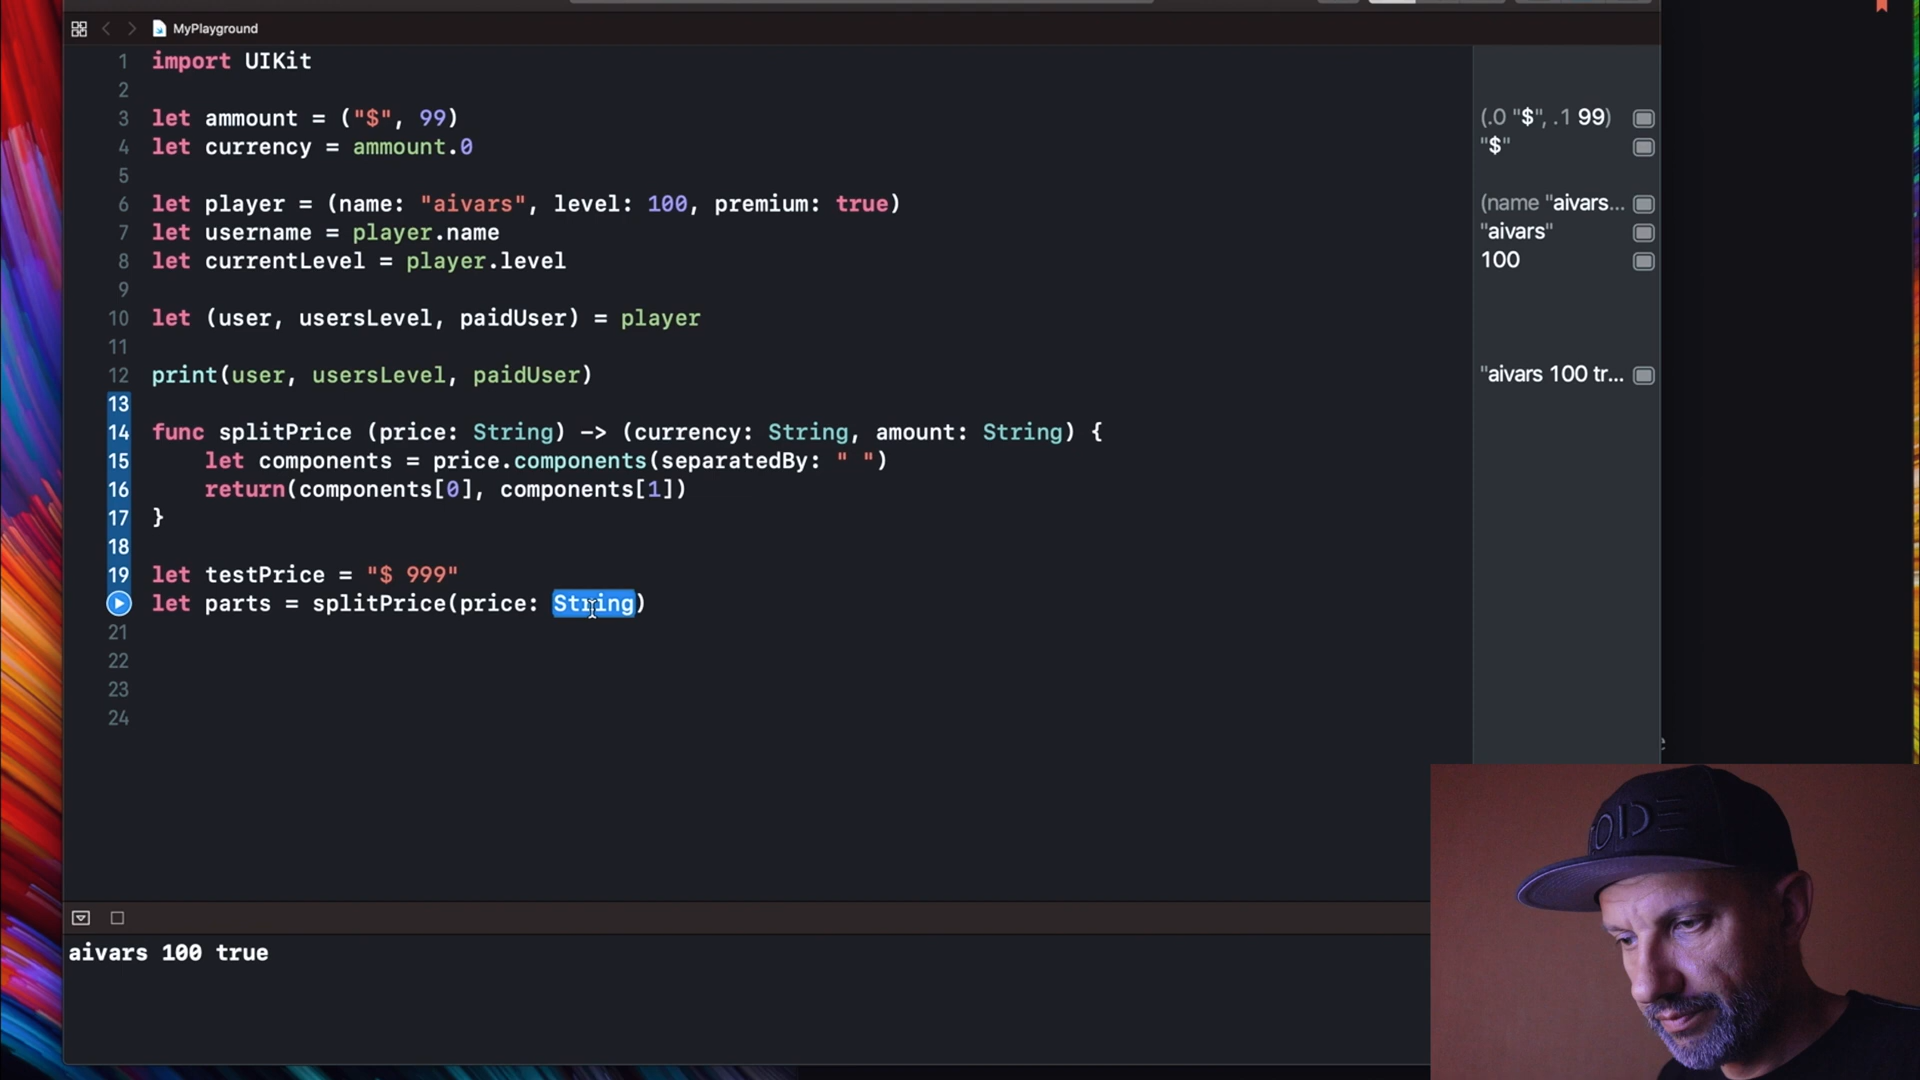 MyPlayground
1 import UIKit
2
3 let ammount = ("$", 99) (.0 "$", .1 99)
4 let currency = ammount.0 "$"
5
6 let player = (name: "aivars", level: 100, premium: true) (name "aivars...
7 let username = player.name "aivars"
8 let currentLevel = player.level 100
9
10 let (user, usersLevel, paidUser) = player
11
12 print(user, usersLevel, paidUser) "aivars 100 tr...
13
14 func splitPrice (price: String) -> (currency: String, amount: String) {
15 let components = price.components(separatedBy: " ")
16 return(components[0], components[1])
17 }
18
19 let testPrice = "$ 999"
let parts = splitPrice(price: String)
21
22
23
24
aivars 100 true